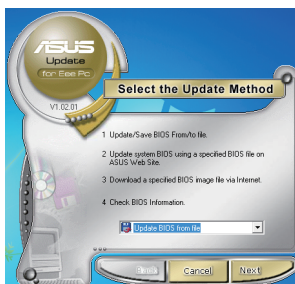 ASUS
Update
for Eee Pc
V1.02.01
Select the Update Method
1 Update/Save BIOS From/to file.
2 Update system BIOS using a specified BIOS file on
ASUS Web Site.
3 Download a specified BIOS image file via Internet.
4 Check BIOS Information.
Update BIOS from file
Cancel
Next